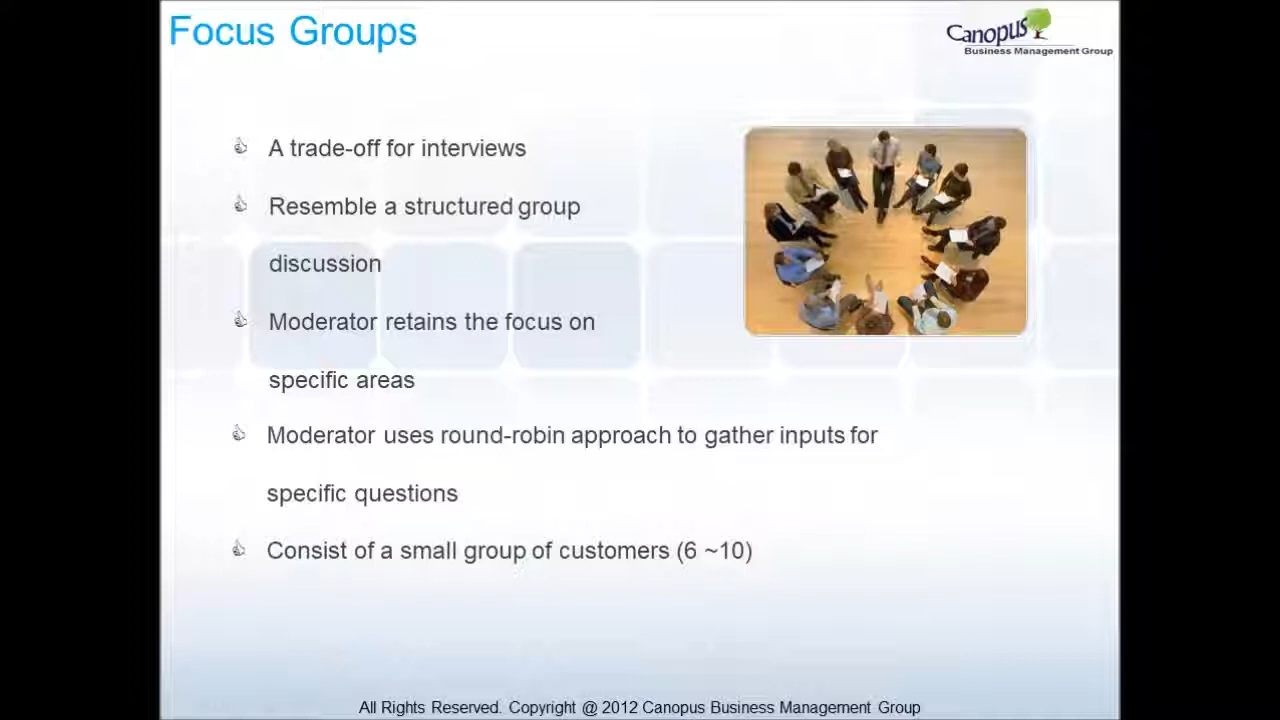 Focus Groups
Canopus
Business Management Group
A trade-off for interviews
Resemble a structured group
discussion
Moderator retains the focus on
specific areas
Moderator uses round-robin approach to gather inputs for
specific questions
Consist of a small group of customers (6 ~10)
All Rights Reserved. Copyright @ 2012 Canopus Business Management Group